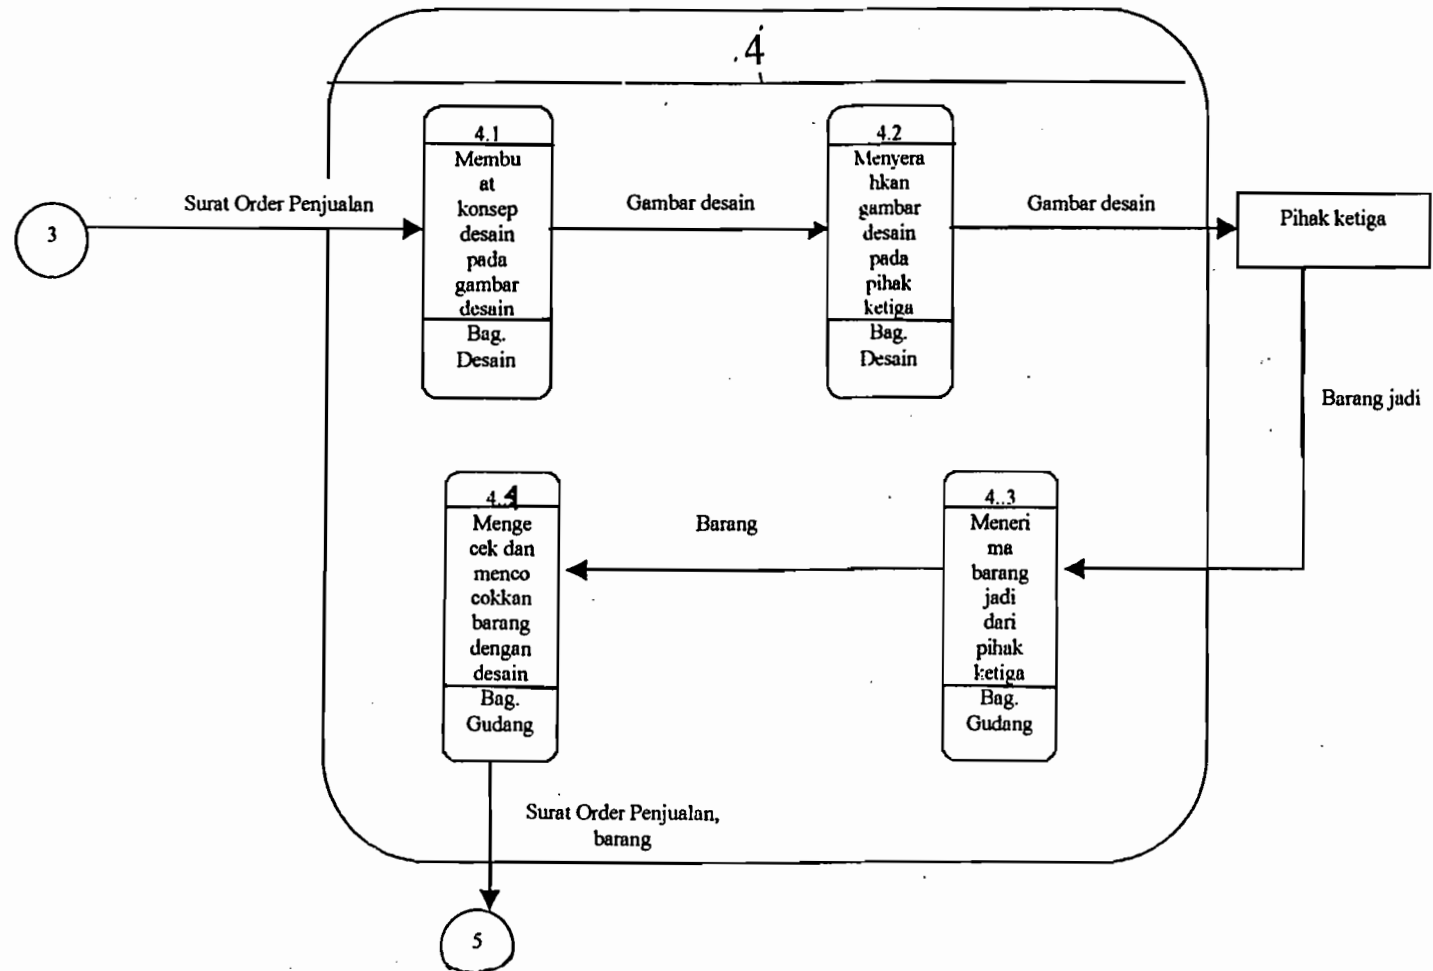 4
4.1
Membu
at
konsep
desain
pada
gambar
desain
Bag.
Desain
4.2
Menyera
hkan
gambar
desain
pada
pihak
ketiga
Bag.
Desain
3
Surat Order Penjualan
Gambar desain
Gambar desain
Pihak ketiga
Barang jadi
4..4
Menge
cek dan
menco
cokkan
barang
dengan
desain
Bag.
Gudang
Barang
4..3
Meneri
ma
barang
jadi
dari
pihak
ketiga
Bag.
Gudang
Surat Order Penjualan,
barang
5